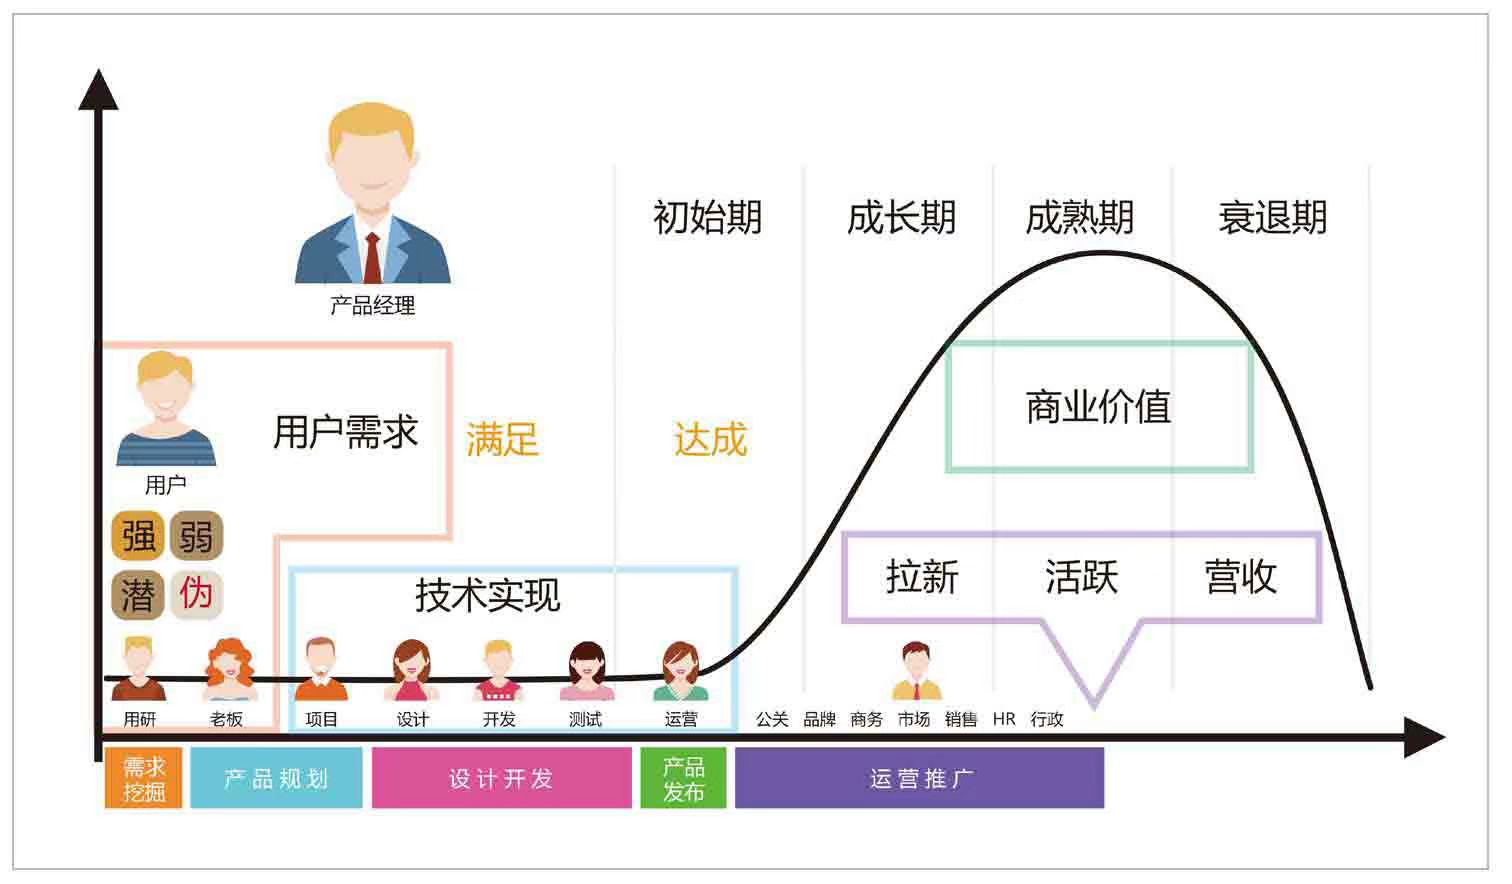 初始期
成长期
成熟期
衰退期
产品经理
商业价值
用户需求
满足
达成
用户
强
弱
潜
伪
拉新
活跃
营收
技术实现
用研
老板
项目
设计
开发
测试
运营
公关
品牌
商务
市场
销售
HR
行政
需求
挖掘
产品规划
设计开发
产品
发布
运营推广